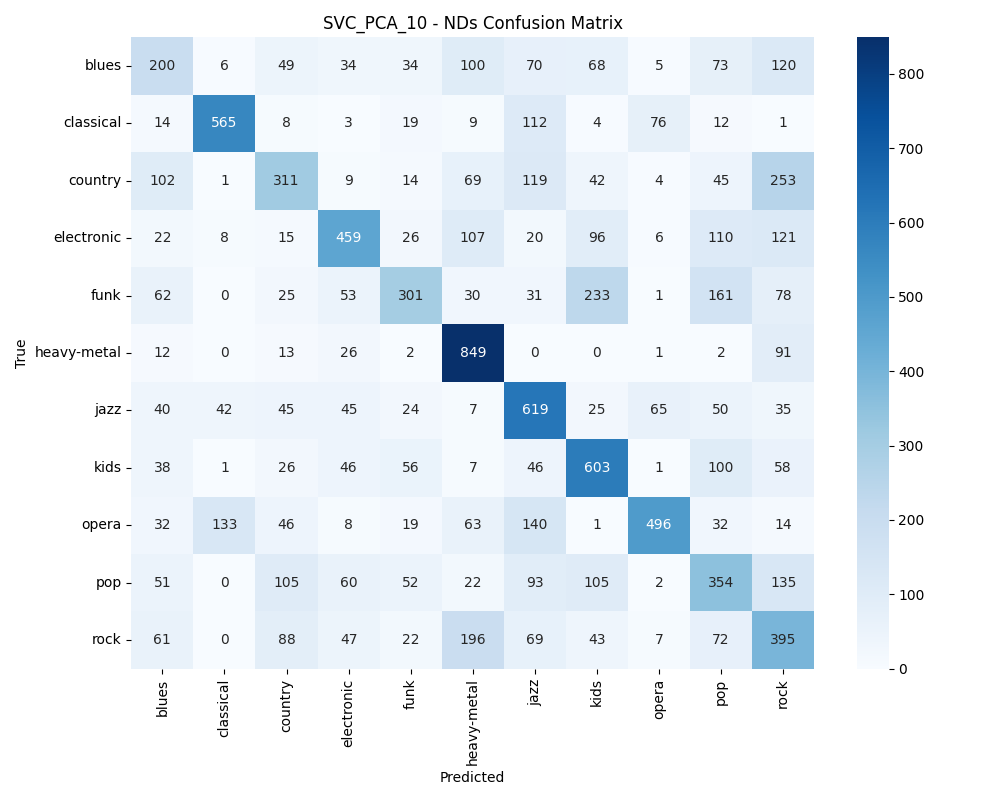 SVC_PCA_10 - NDs Confusion Matrix
blues 200 6 49 34 34 100 70 68 5 73 120
classical 14 565 8 3 19 9 112 4 76 12 1
country 102 1 311 9 14 69 119 42 4 45 253
electronic 22 8 15 459 26 107 20 96 6 110 121
funk 62 0 25 53 301 30 31 233 1 161 78
heavy-metal 12 0 13 26 2 849 0 0 1 2 91
jazz 40 42 45 45 24 7 619 25 65 50 35
kids 38 1 26 46 56 7 46 603 1 100 58
opera 32 133 46 8 19 63 140 1 496 32 14
pop 51 0 105 60 52 22 93 105 2 354 135
rock 61 0 88 47 22 196 69 43 7 72 395
True
blues classical country electronic funk heavy-metal jazz kids opera pop rock
Predicted
800
700
600
500
400
300
200
100
0